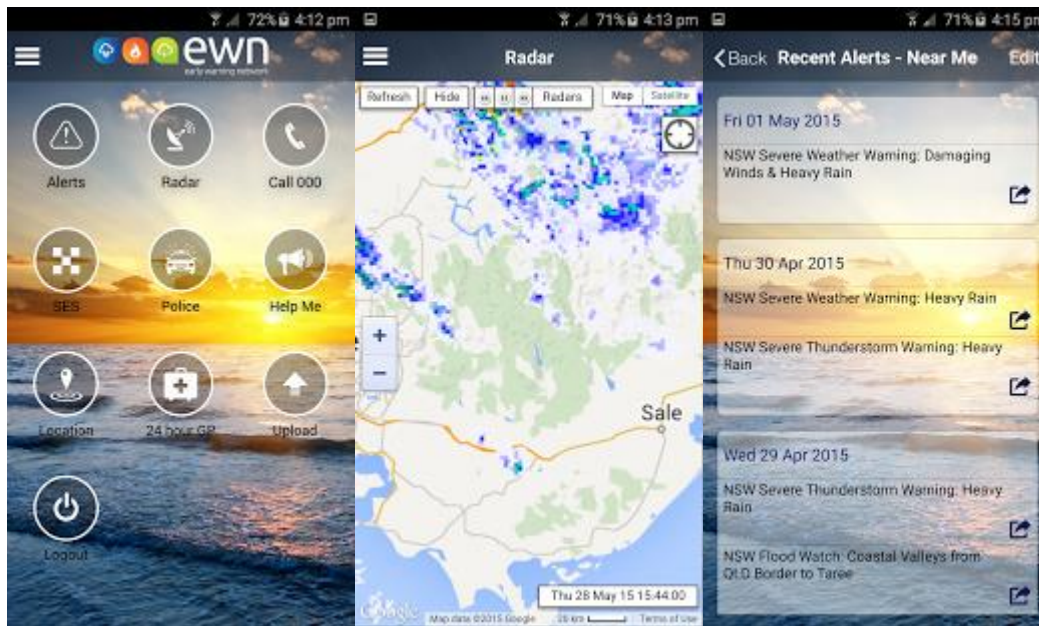 72% 4:12 pm
ewn
early warning network
Alerts
Radar
Call 000
SES
Police
Help Me
Location
24 hour GP
Upload
Logout
71% 4:13 pm
Radar
Refresh
Hide
Radars
Map
Satellite
+
−
Sale
Thu 28 May 15 15:44:00
Google
Map data ©2015 Google
20 km
Terms of Use
71% 4:15 pm
Back
Recent Alerts - Near Me
Edit
Fri 01 May 2015
NSW Severe Weather Warning: Damaging
Winds & Heavy Rain
Thu 30 Apr 2015
NSW Severe Weather Warning: Heavy Rain
NSW Severe Thunderstorm Warning: Heavy
Rain
Wed 29 Apr 2015
NSW Severe Thunderstorm Warning: Heavy
Rain
NSW Flood Watch: Coastal Valleys from
QLD Border to Taree